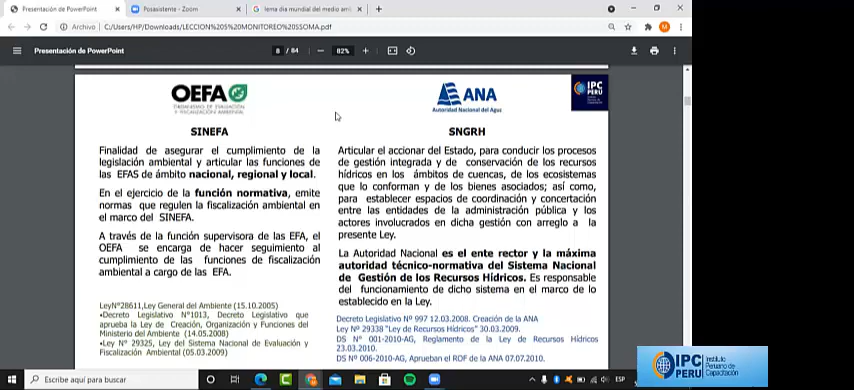 Presentación de PowerPoint
Posasistente - Zoom
lema día mundial del medio ambi
Archivo | C:/Users/HP/Downloads/LECCION%205%20MONITOREO%20SSOMA.pdf
Presentación de PowerPoint
8 / 84
82%
OEFA
ORGANISMO DE EVALUACIÓN
Y FISCALIZACIÓN AMBIENTAL
ANA
Autoridad Nacional del Agua
IPC
PERÚ
SINEFA
Finalidad de asegurar el cumplimiento de la
legislación ambiental y articular las funciones de
las EFAS de ámbito nacional, regional y local.
En el ejercicio de la función normativa, emite
normas que regulen la fiscalización ambiental en
el marco del SINEFA.
A través de la función supervisora de las EFA, el
OEFA se encarga de hacer seguimiento al
cumplimiento de las funciones de fiscalización
ambiental a cargo de las EFA.
LeyNº28611,Ley General del Ambiente (15.10.2005)
•Decreto Legislativo N°1013, Decreto Legislativo que
aprueba la Ley de Creación, Organización y Funciones del
Ministerio del Ambiente (14.05.2008)
•Ley Nº 29325, Ley del Sistema Nacional de Evaluación y
Fiscalización Ambiental (05.03.2009)
SNGRH
Articular el accionar del Estado, para conducir los procesos
de gestión integrada y de conservación de los recursos
hídricos en los ámbitos de cuencas, de los ecosistemas
que lo conforman y de los bienes asociados; así como,
para establecer espacios de coordinación y concertación
entre las entidades de la administración pública y los
actores involucrados en dicha gestión con arreglo a la
presente Ley.
La Autoridad Nacional es el ente rector y la máxima
autoridad técnico-normativa del Sistema Nacional
de Gestión de los Recursos Hídricos. Es responsable
del funcionamiento de dicho sistema en el marco de lo
establecido en la Ley.
Decreto Legislativo Nº 997 12.03.2008. Creación de la ANA
Ley Nº 29338 "Ley de Recursos Hídricos" 30.03.2009.
DS Nº 001-2010-AG, Reglamento de la Ley de Recursos Hídricos
23.03.2010.
DS Nº 006-2010-AG, Aprueban el ROF de la ANA 07.07.2010.
Escribe aquí para buscar
ESP
IPC
PERÚ
Instituto
Peruano de
Capacitación